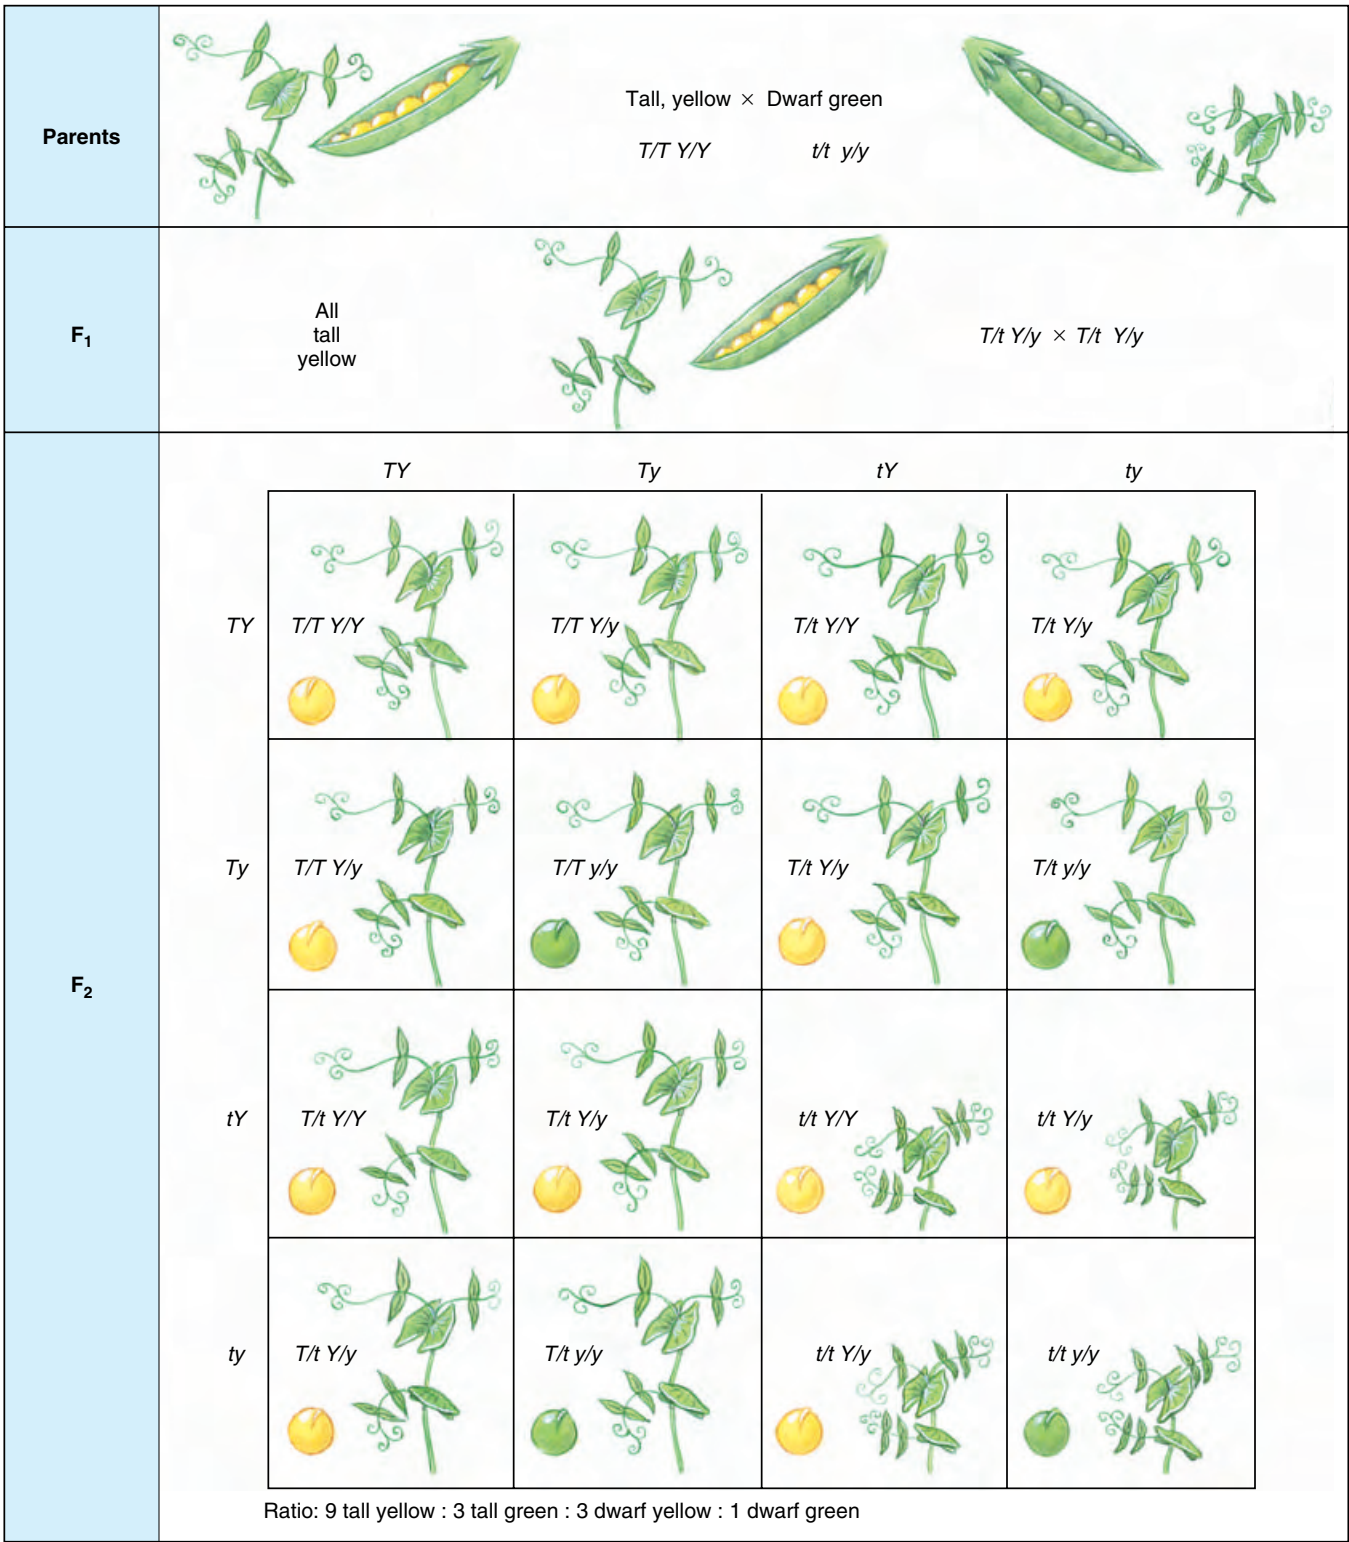 Parents
Tall, yellow × Dwarf green
T/T Y/Y t/t y/y
F1
All
tall
yellow
T/t Y/y × T/t Y/y
F2
TY Ty tY ty
TY T/T Y/Y T/T Y/y T/t Y/Y T/t Y/y
Ty T/T Y/y T/T y/y T/t Y/y T/t y/y
tY T/t Y/Y T/t Y/y t/t Y/Y t/t Y/y
ty T/t Y/y T/t y/y t/t Y/y t/t y/y
Ratio: 9 tall yellow : 3 tall green : 3 dwarf yellow : 1 dwarf green